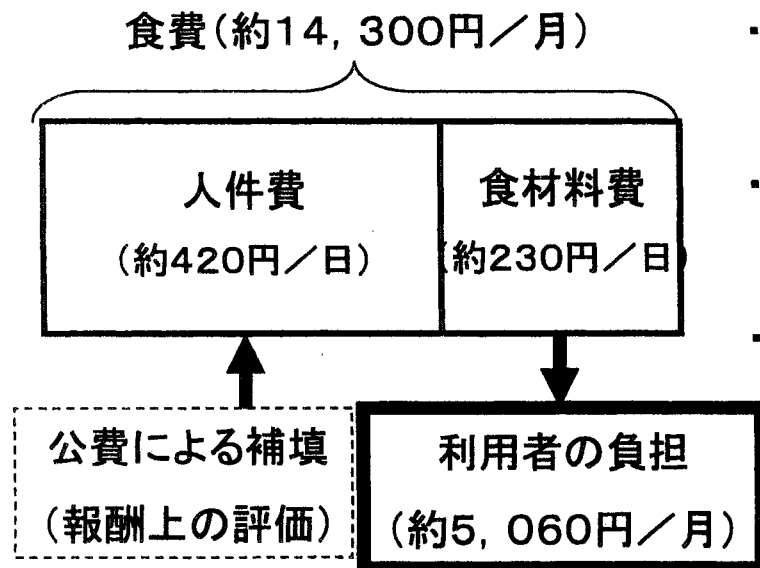 食費(約14,300円/月)
人件費
(約420円/日)
食材料費
(約230円/日)
公費による補填
(報酬上の評価)
利用者の負担
(約5,060円/月)